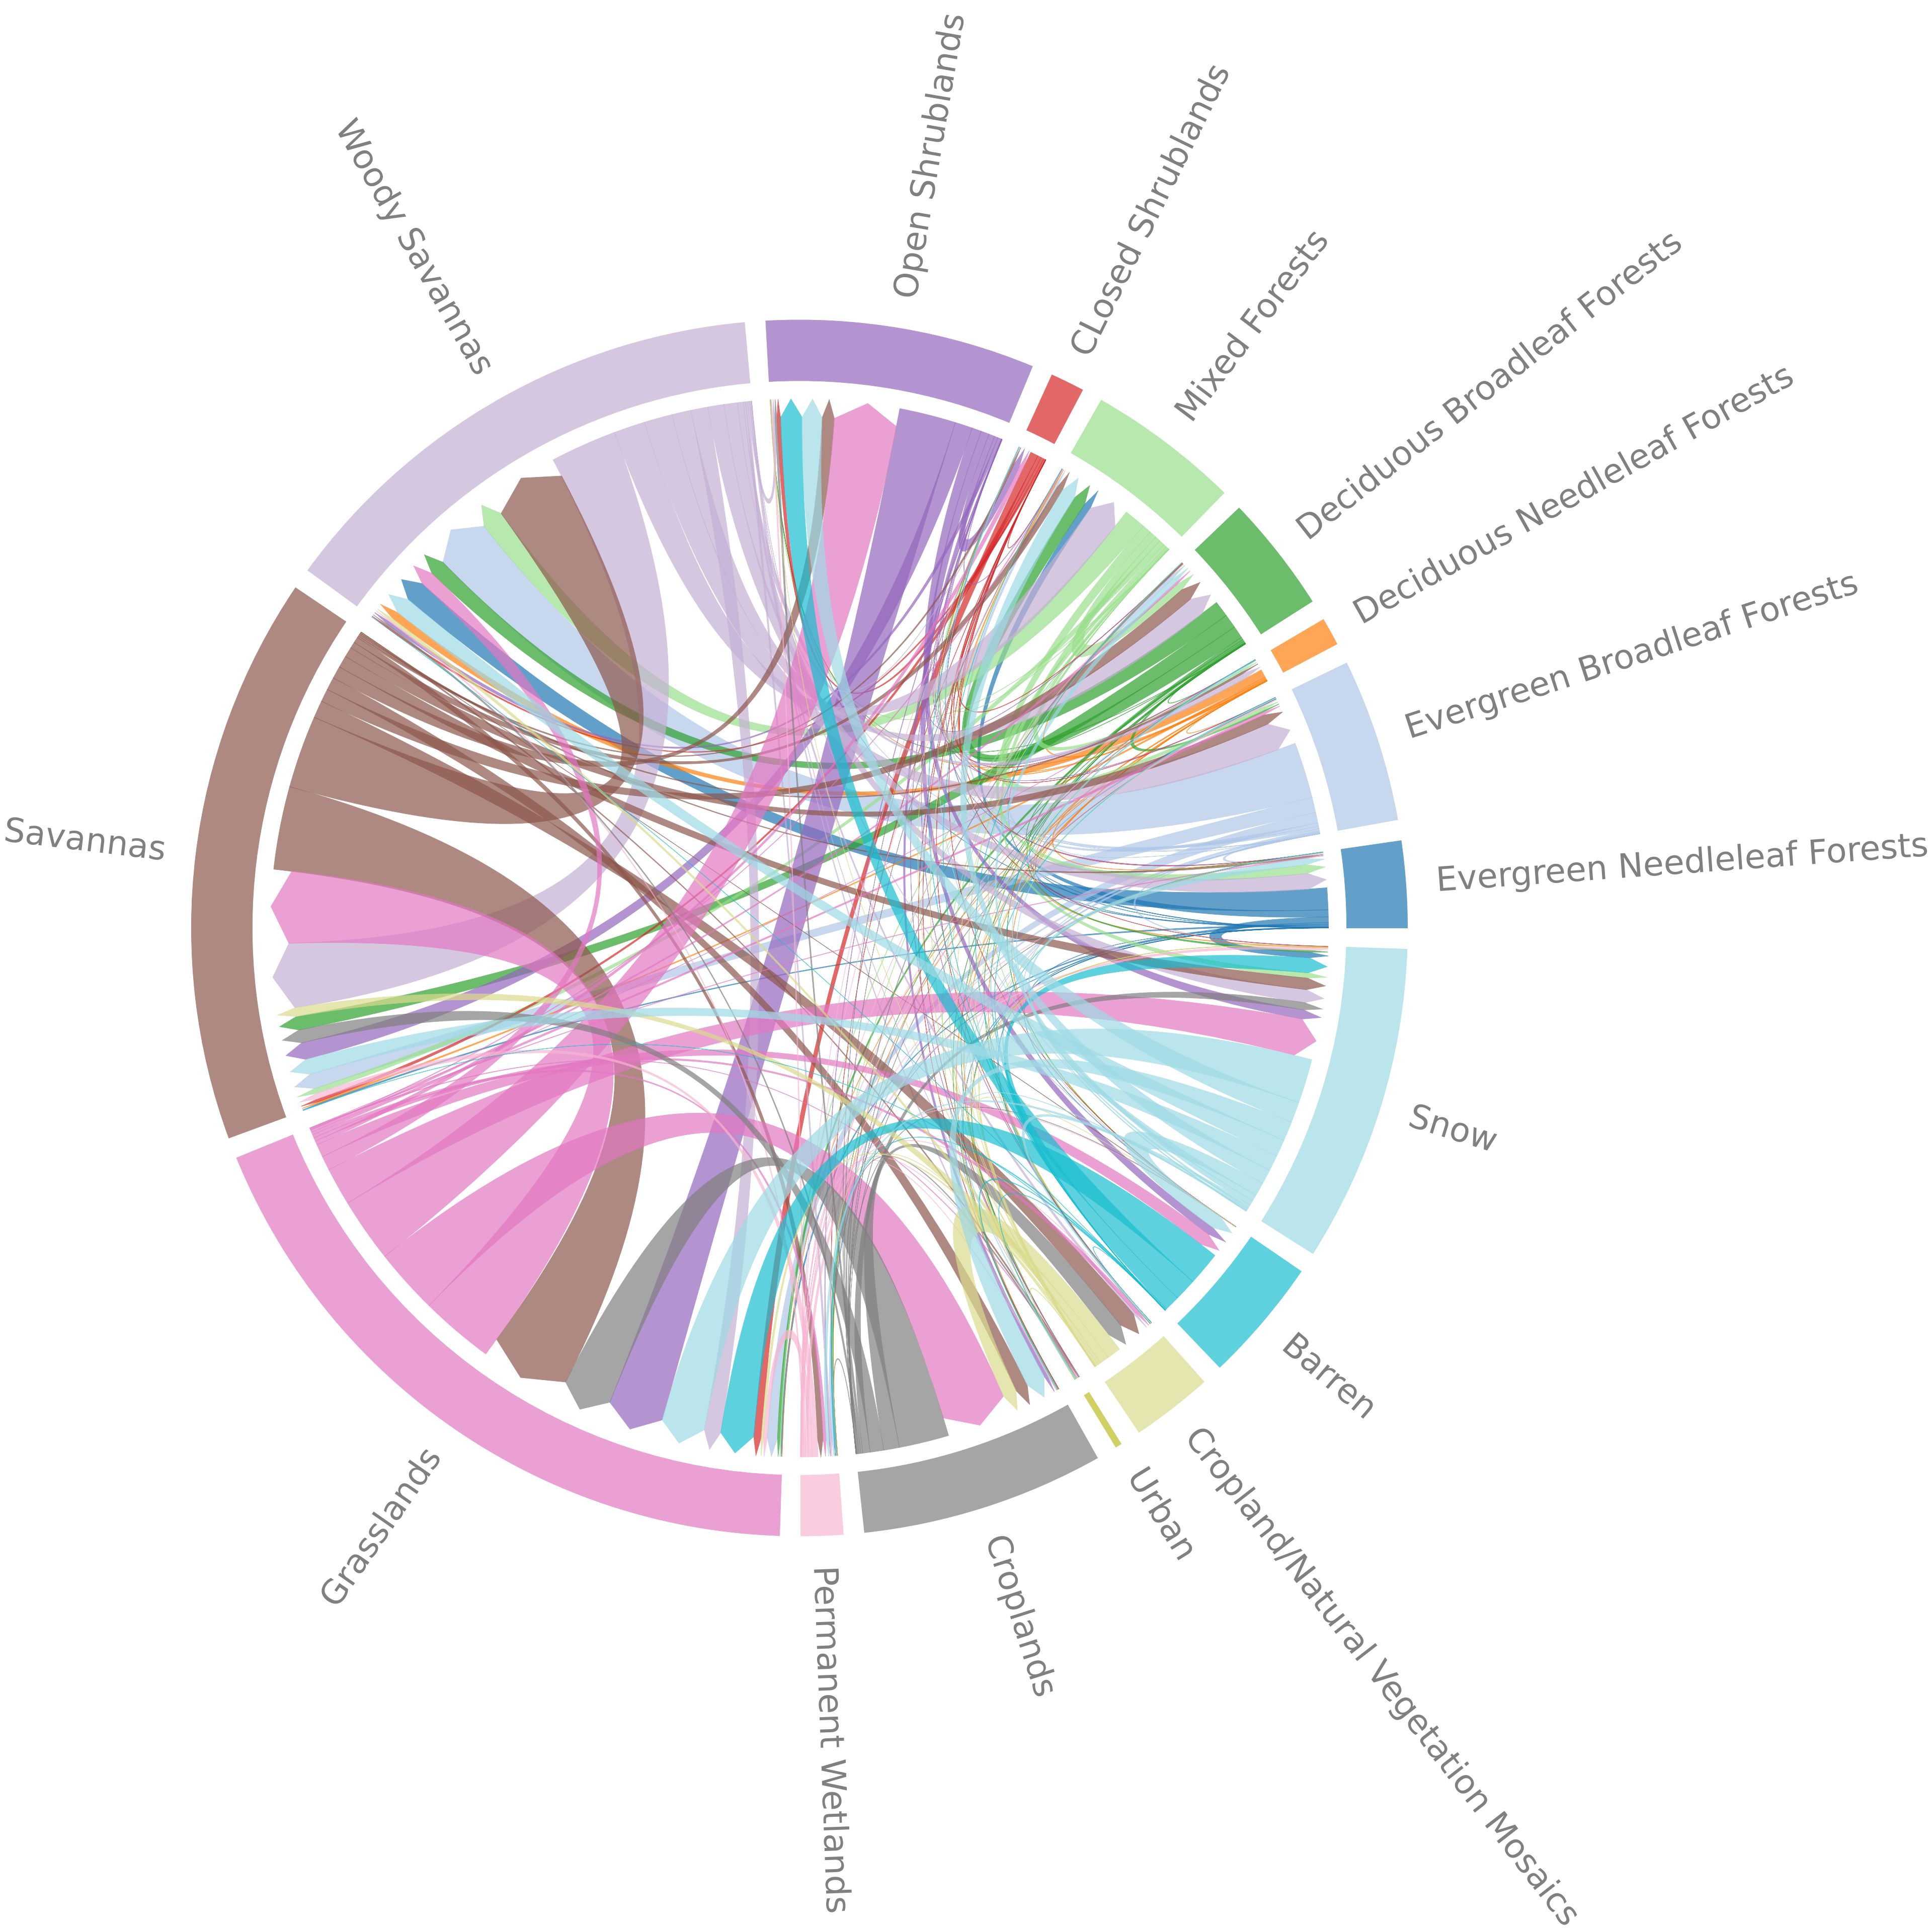 Open Shrublands
CLosed Shrublands
Mixed Forests
Deciduous Broadleaf Forests
Deciduous Needleleaf Forests
Evergreen Broadleaf Forests
Evergreen Needleleaf Forests
Snow
Barren
Cropland/Natural Vegetation Mosaics
Urban
Croplands
Permanent Wetlands
Grasslands
Savannas
Woody Savannas